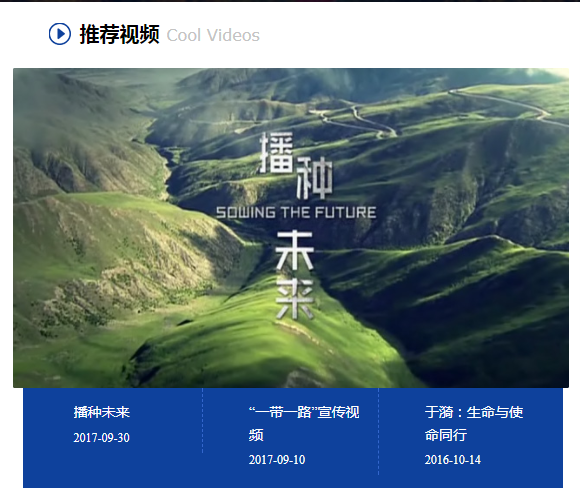 推荐视频 Cool Videos
播
种
SOWING THE FUTURE
未
来
播种未来
2017-09-30
“一带一路”宣传视
频
2017-09-10
于漪：生命与使
命同行
2016-10-14